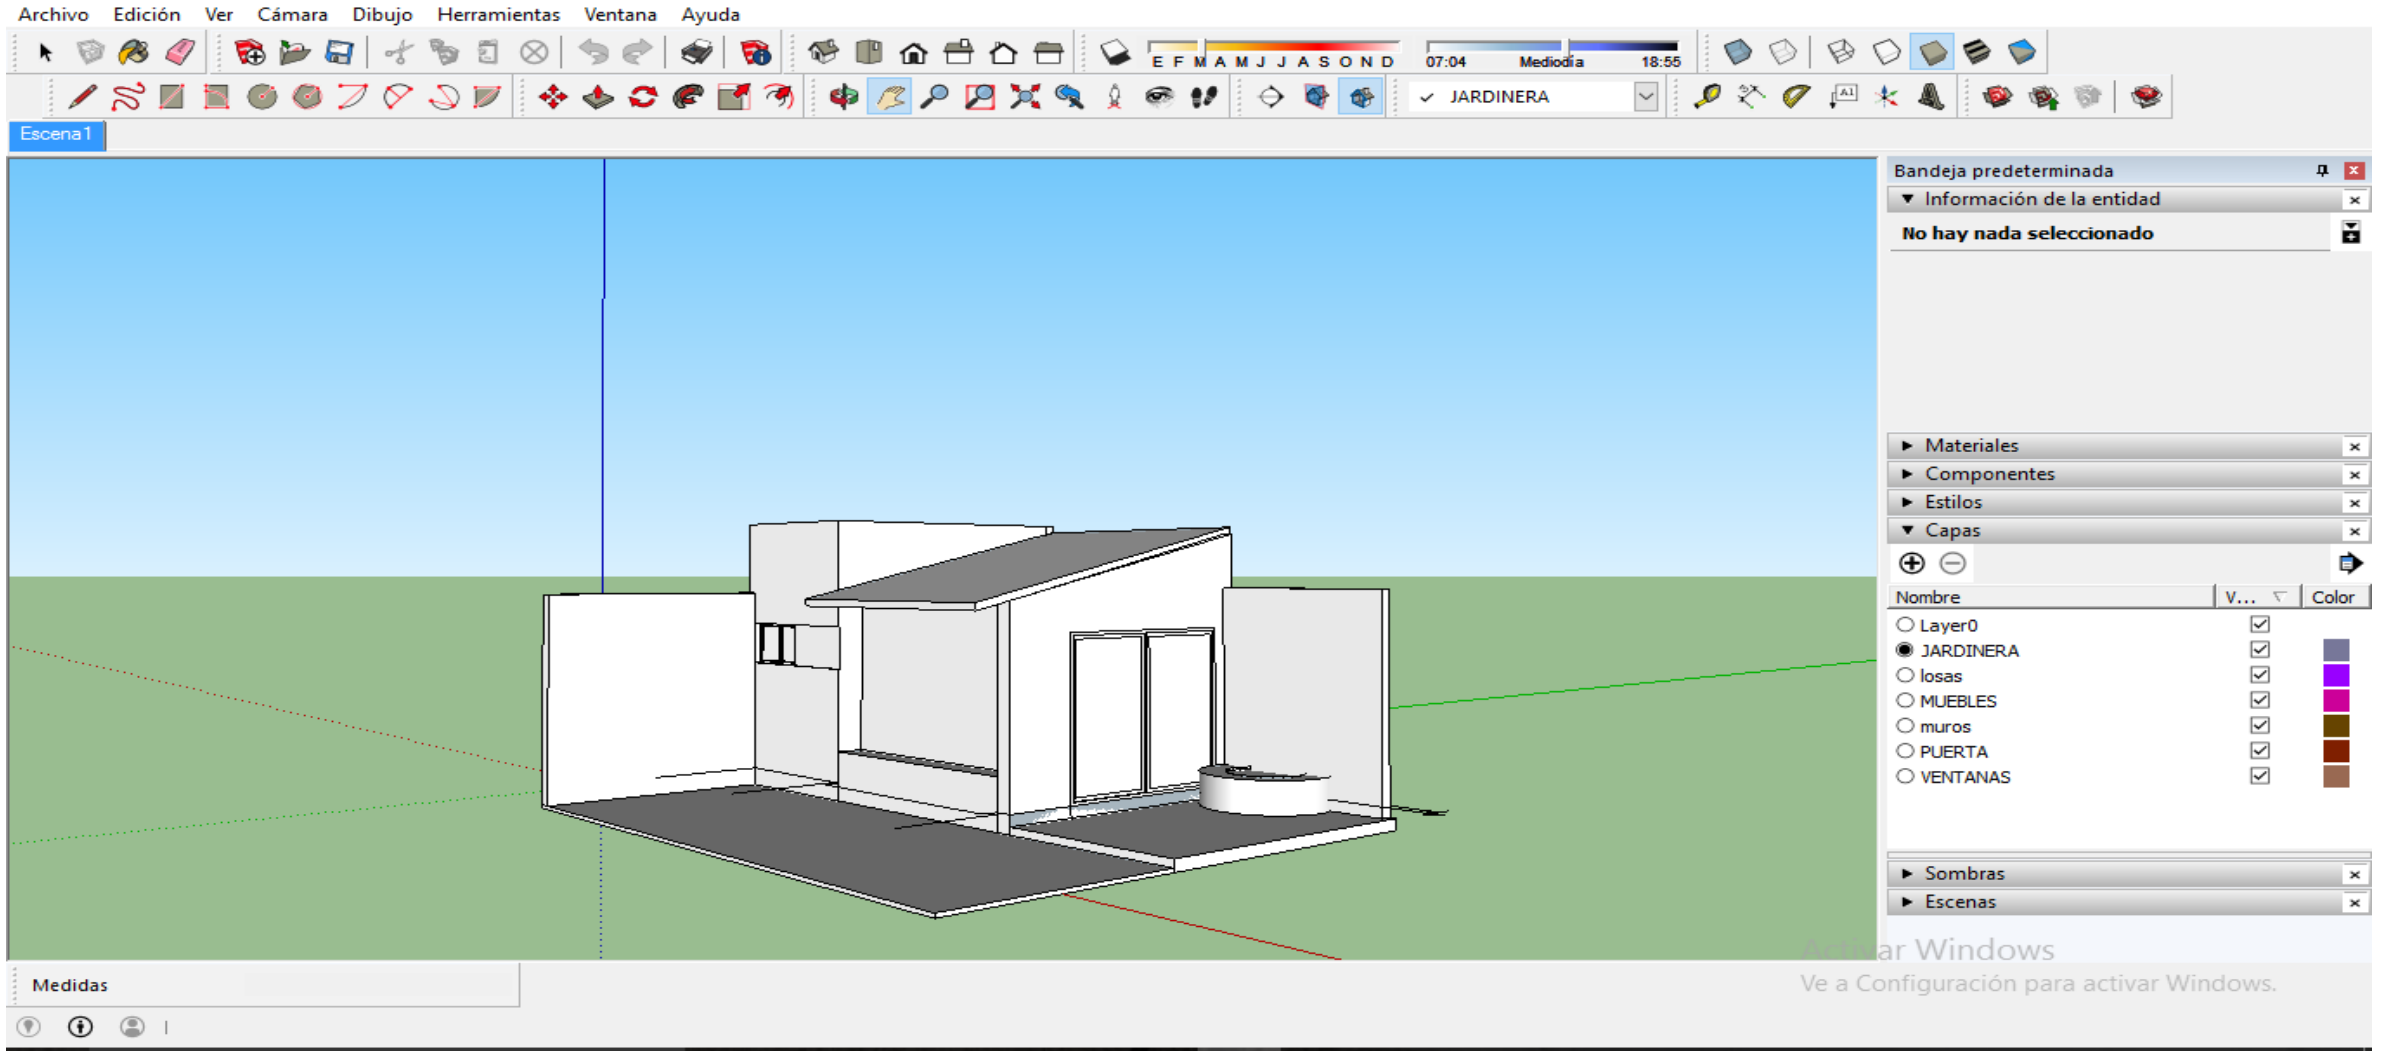 Archivo Edición Ver Cámara Dibujo Herramientas Ventana Ayuda
E F M A M J J A S O N D 07:04 Mediodía 18:55
JARDINERA
A1
Escena1
Bandeja predeterminada
Información de la entidad
No hay nada seleccionado
Materiales
Componentes
Estilos
Capas
Nombre V... Color
Layer0
JARDINERA
losas
MUEBLES
muros
PUERTA
VENTANAS
Sombras
Escenas
Activar Windows
Ve a Configuración para activar Windows.
Medidas